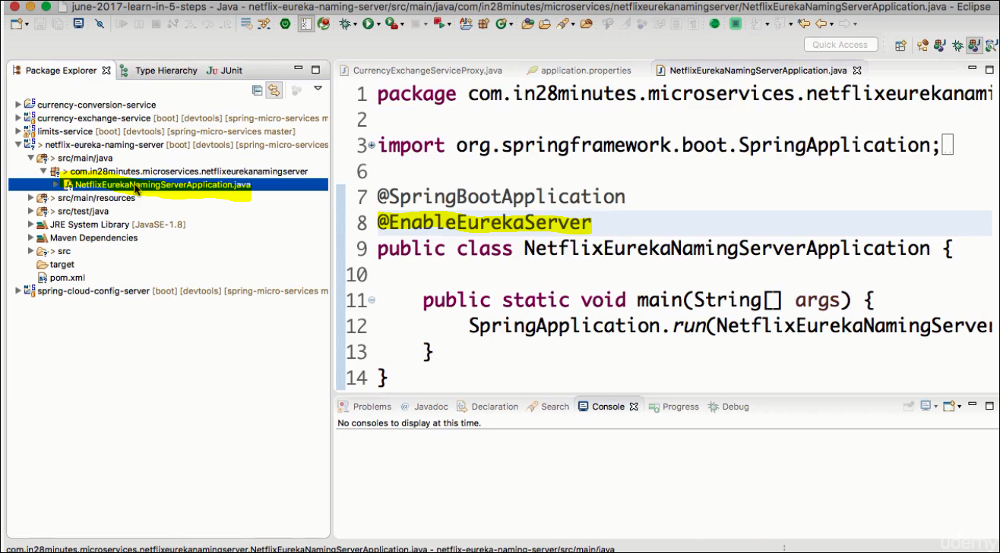 june-2017-learn-in-5-steps - Java - netflix-eureka-naming-server/src/main/java/com/in28minutes/microservices/netflixeurekanamingserver/NetflixEurekaNamingServerApplication.java - Eclipse
Quick Access
Package Explorer Type Hierarchy JUnit
CurrencyExchangeServiceProxy.java application.properties NetflixEurekaNamingServerApplication.java
currency-conversion-service
currency-exchange-service [boot] [devtools] [spring-micro-services m
limits-service [boot] [devtools] [spring-micro-services master]
> netflix-eureka-naming-server [boot] [devtools] [spring-micro-services
> src/main/java
> com.in28minutes.microservices.netflixeurekanamingserver
NetflixEurekaNamingServerApplication.java
> src/main/resources
> src/test/java
JRE System Library [JavaSE-1.8]
Maven Dependencies
> src
target
pom.xml
spring-cloud-config-server [boot] [devtools] [spring-micro-services m
1 package com.in28minutes.microservices.netflixeurekanami
2
3 import org.springframework.boot.SpringApplication;
6
7 @SpringBootApplication
8 @EnableEurekaServer
9 public class NetflixEurekaNamingServerApplication {
10
11 public static void main(String[] args) {
12 SpringApplication.run(NetflixEurekaNamingServer
13 }
14 }
Problems @ Javadoc Declaration Search Console Progress Debug
No consoles to display at this time.
com.in28minutes.microservices.netflixeurekanamingserver.NetflixEurekaNamingServerApplication.java - netflix-eureka-naming-server/src/main/java
udemy